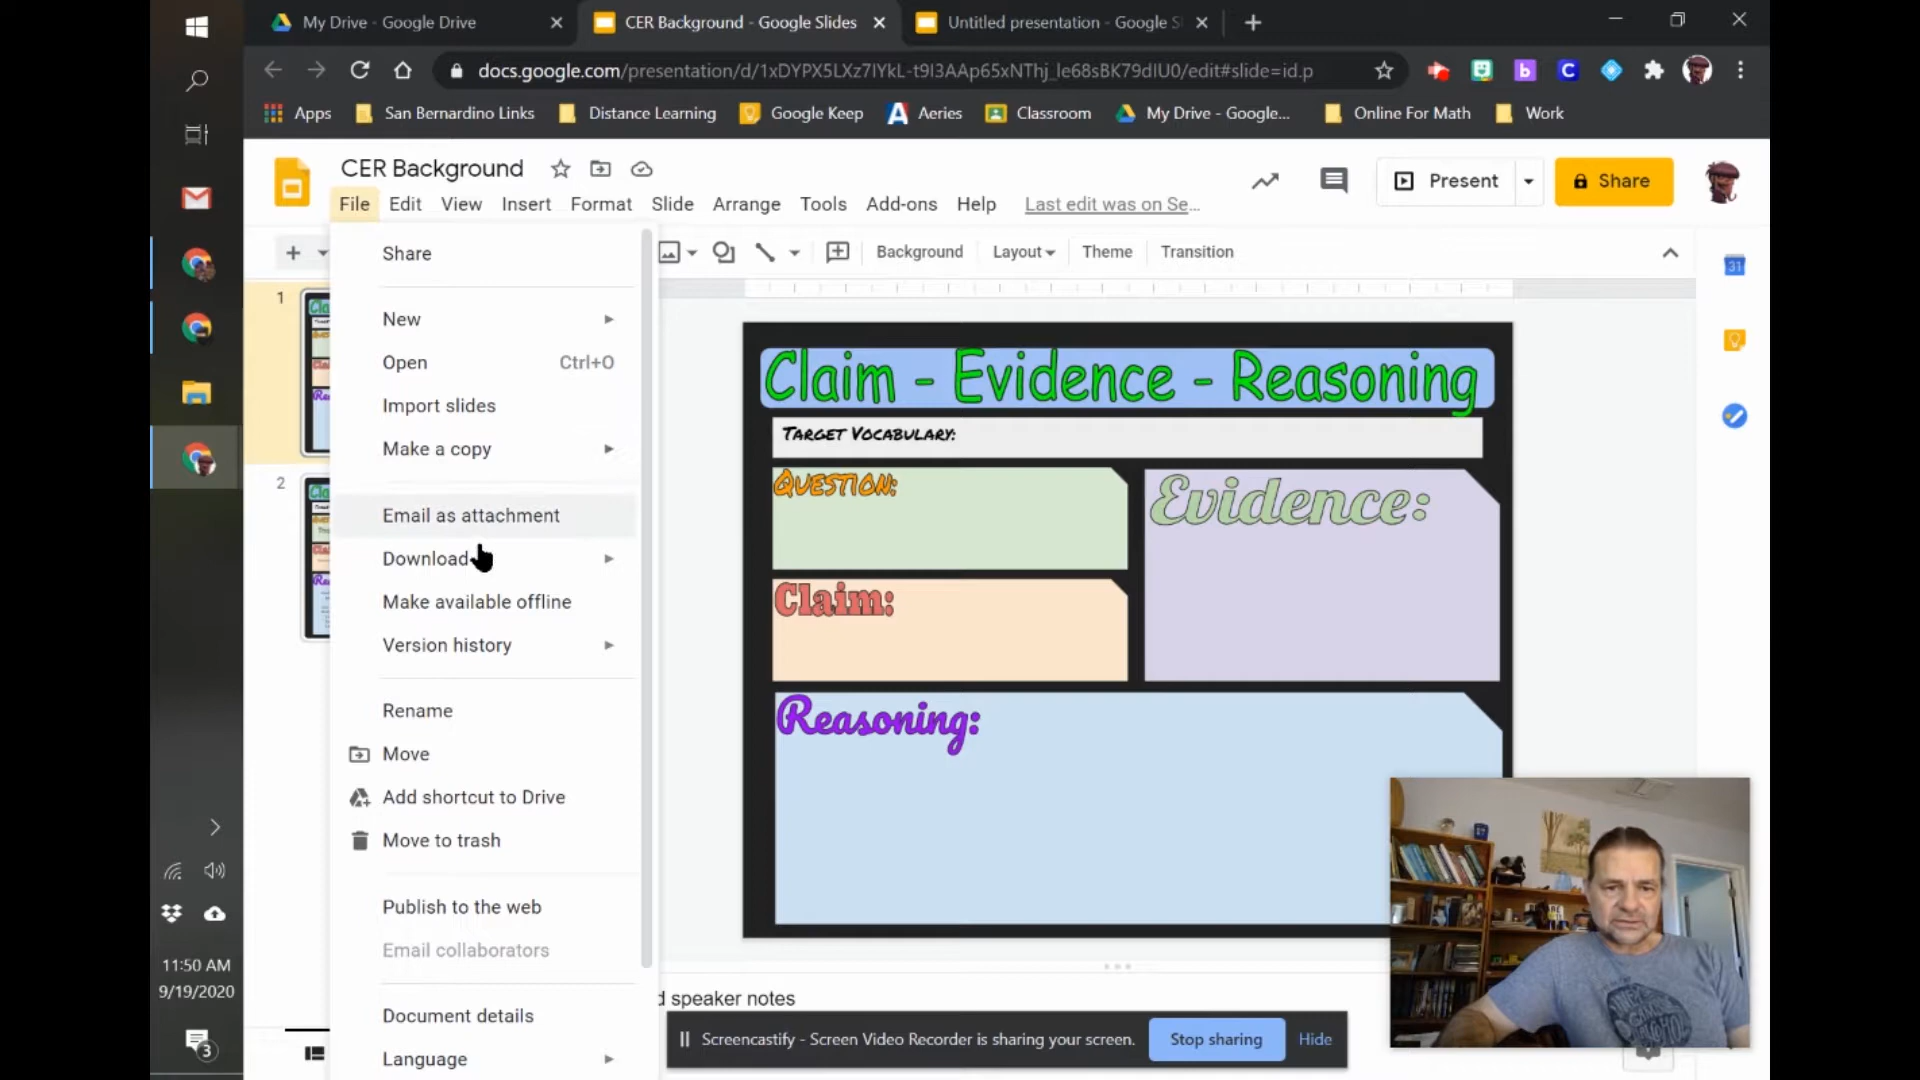 My Drive - Google Drive
CER Background - Google Slides
Untitled presentation - Google S
docs.google.com/presentation/d/1xDYPX5LXz7IYkL-t9I3AAp65xNThj_le68sBK79dlU0/edit#slide=id.p
Apps
San Bernardino Links
Distance Learning
Google Keep
Aeries
Classroom
My Drive - Google...
Online For Math
Work
CER Background
Present
Share
File Edit View Insert Format Slide Arrange Tools Add-ons Help Last edit was on Se...
Background Layout Theme Transition
31
1
2
Share
New
Open Ctrl+O
Import slides
Make a copy
Email as attachment
Download
Make available offline
Version history
Rename
Move
Add shortcut to Drive
Move to trash
Publish to the web
Email collaborators
Document details
Language
Claim - Evidence - Reasoning
Target Vocabulary:
Question:
Evidence:
Claim:
Reasoning:
d speaker notes
Screencastify - Screen Video Recorder is sharing your screen.
Stop sharing
Hide
11:50 AM
9/19/2020
3